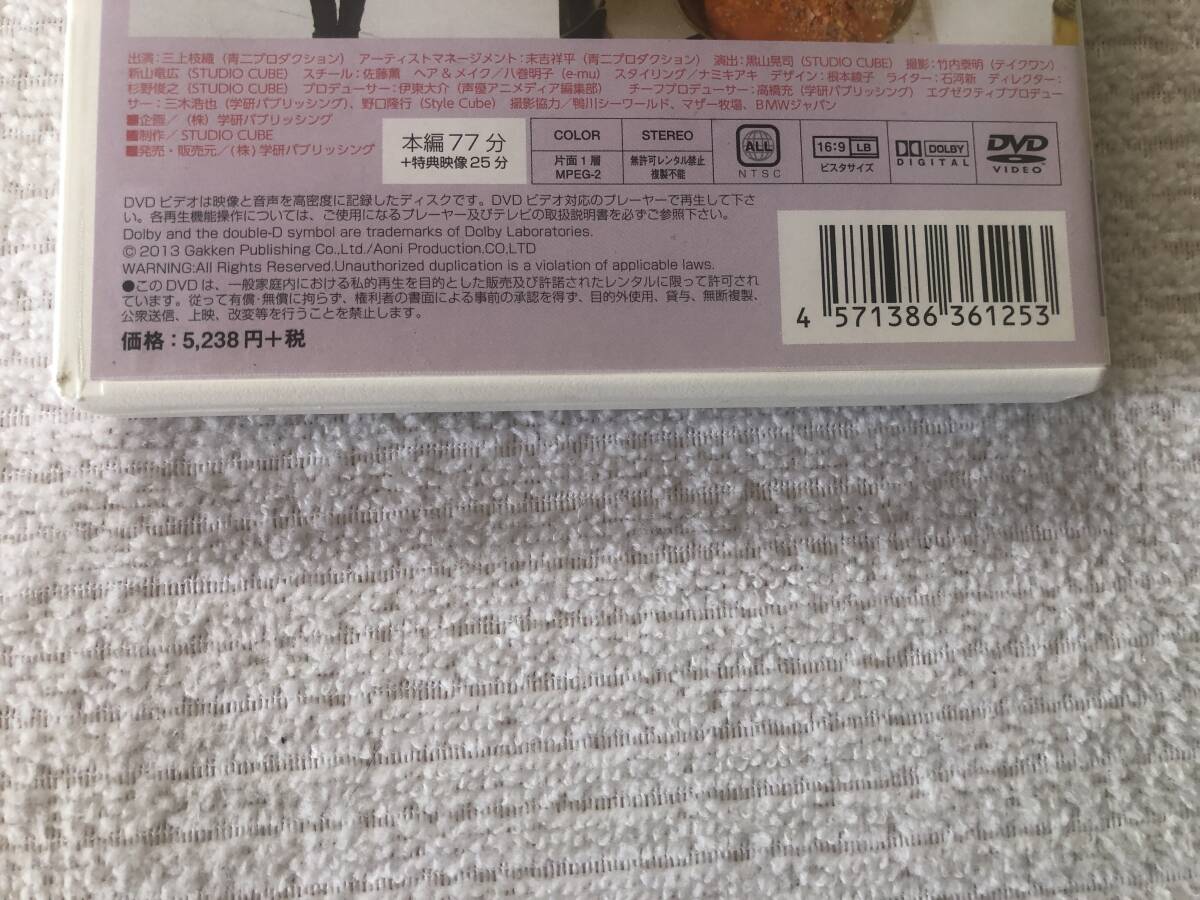 出演：三上枝織（青二プロダクション） アーティストマネージメント：末吉祥平（青二プロダクション） 演出：黒山晃司（STUDIO CUBE） 撮影：竹内泰明（テイクワン）
新山竜広（STUDIO CUBE） スチール：佐藤薫 ヘア＆メイク／八巻明子（e-mu） スタイリング／ナミキアキ デザイン：根本綾子 ライター：石河新 ディレクター：
杉野俊之（STUDIO CUBE） プロデューサー：伊東大介（声優アニメディア編集部） チーフプロデューサー：高橋充（学研パブリッシング） エグゼクティブプロデュー
サー：三木浩也（学研パブリッシング）、野口隆行（Style Cube） 撮影協力／鴨川シーワールド、マザー牧場、BMWジャパン
■企画／（株）学研パブリッシング
■制作／STUDIO CUBE
■発売・販売元／（株）学研パブリッシング
本編77分
＋特典映像25分
COLOR
片面1層
MPEG-2
STEREO
無許可レンタル禁止
複製不能
ALL
NTSC
16:9 LB
ビスタサイズ
DOLBY
DIGITAL
DVD
VIDEO
DVDビデオは映像と音声を高密度に記録したディスクです。DVDビデオ対応のプレーヤーで再生して下さ
い。各再生機能操作については、ご使用になるプレーヤー及びテレビの取扱説明書を必ずご参照下さい。
Dolby and the double-D symbol are trademarks of Dolby Laboratories.
© 2013 Gakken Publishing Co.,Ltd./Aoni Production.CO,LTD
WARNING:All Rights Reserved.Unauthorized duplication is a violation of applicable laws.
●このDVDは、一般家庭内における私的再生を目的とした販売及び許諾されたレンタルに限って許可され
ています。従って有償・無償に拘らず、権利者の書面による事前の承認を得ず、目的外使用、貸与、無断複製、
公衆送信、上映、改変等を行うことを禁止します。
価格：5,238円＋税
4 571386 361253